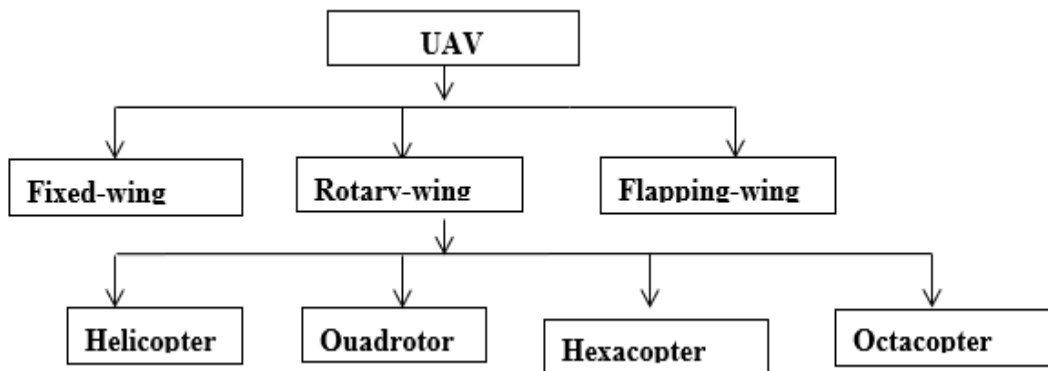 UAV
Fixed-wing
Rotary-wing
Flapping-wing
Helicopter
Quadrotor
Hexacopter
Octacopter